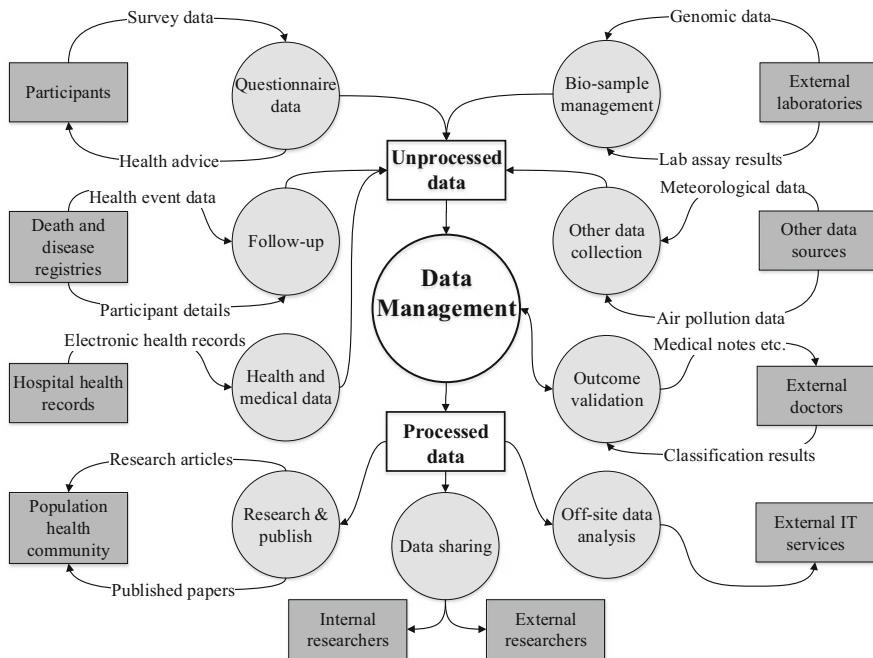 Survey data
Genomic data
Participants
Questionnaire
data
Bio-sample
management
External
laboratories
Health advice
Unprocessed
data
Lab assay results
Health event data
Meteorological data
Death and
disease
registries
Follow-up
Other data
collection
Other data
sources
Data
Management
Participant details
Air pollution data
Electronic health records
Medical notes etc.
Hospital health
records
Health and
medical data
Outcome
validation
External
doctors
Processed
data
Research articles
Classification results
Population
health
community
Research &
publish
Data sharing
Off-site data
analysis
External IT
services
Published papers
Internal
researchers
External
researchers